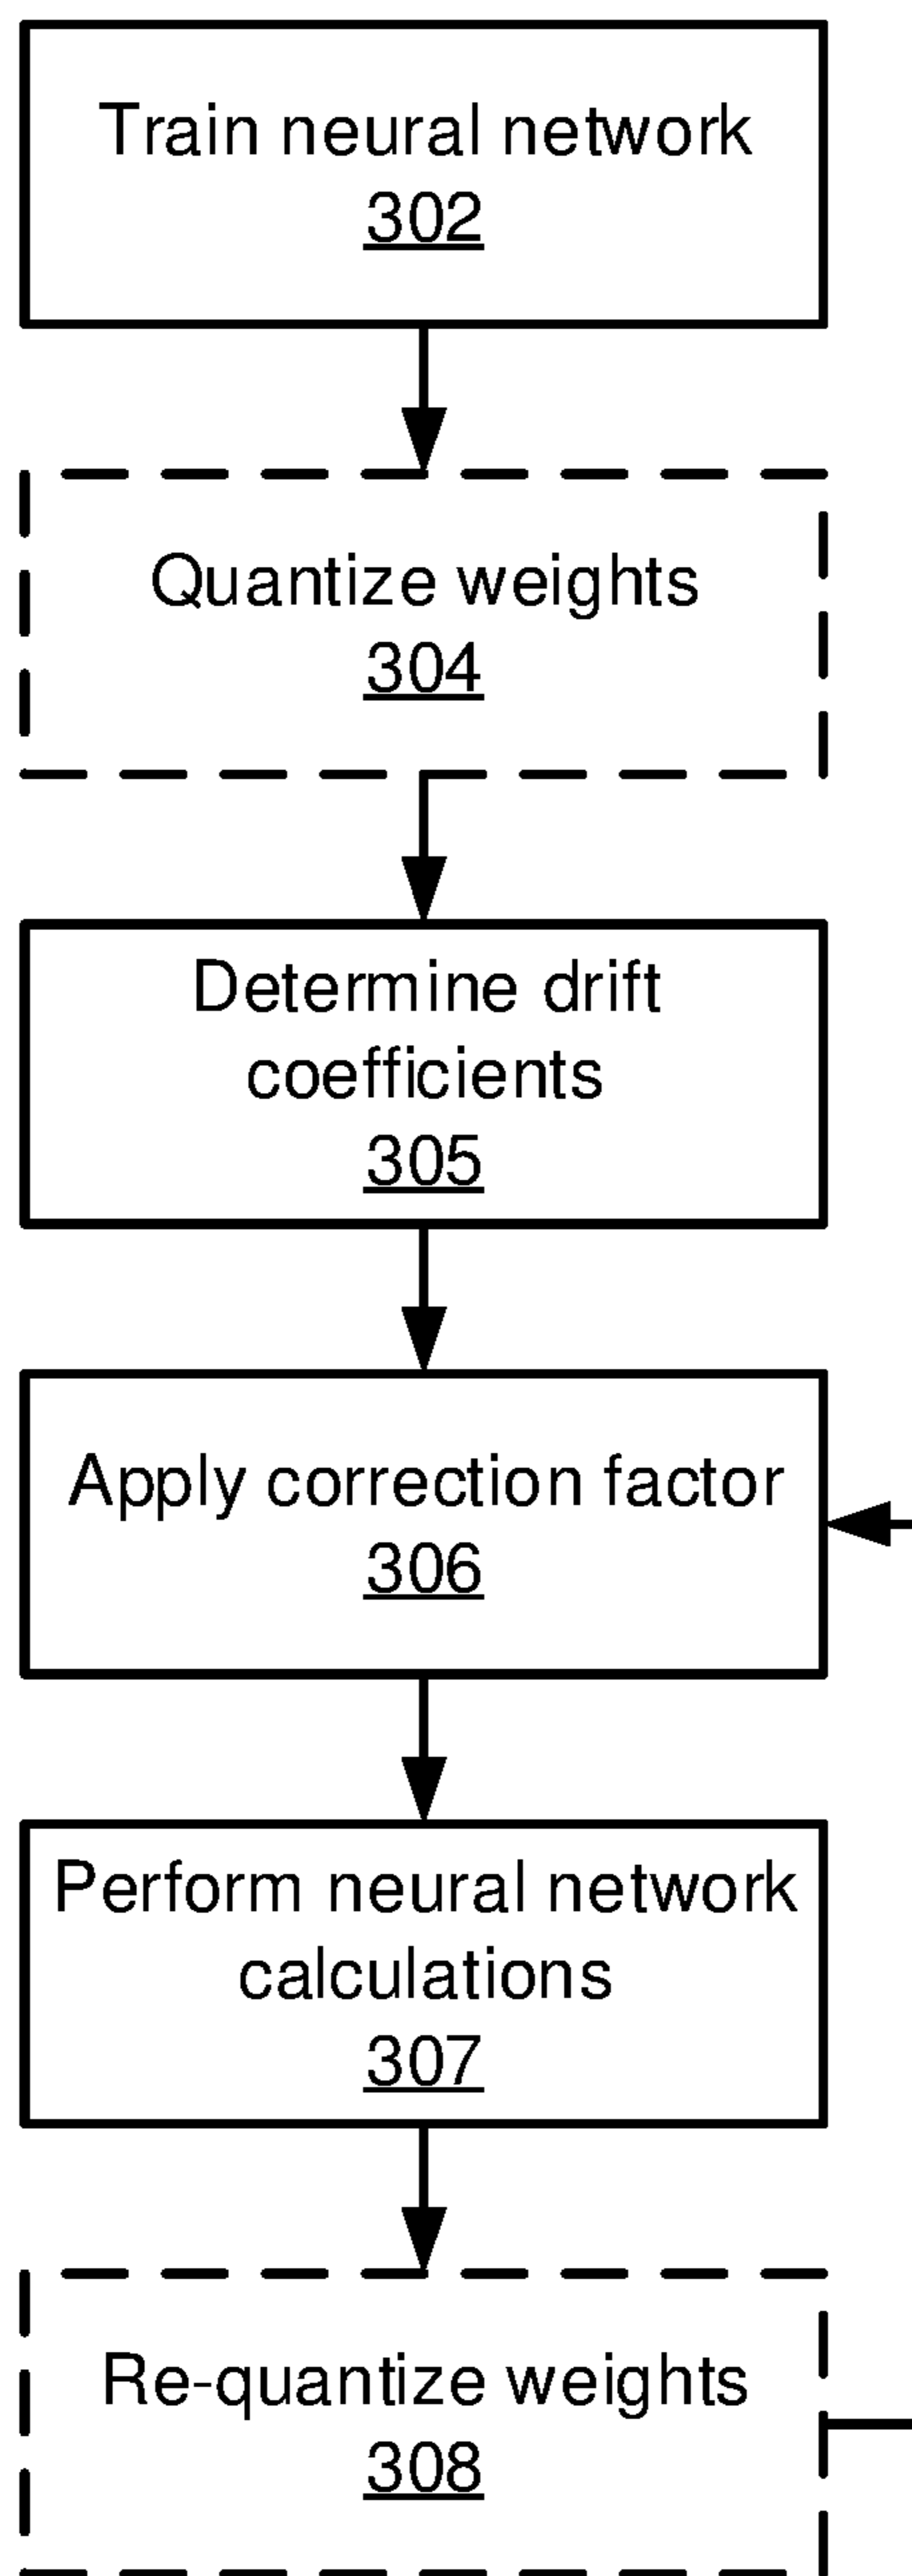 Train neural network
302
Quantize weights
304
Determine drift
coefficients
305
Apply correction factor
306
Perform neural network
calculations
307
Re-quantize weights
308